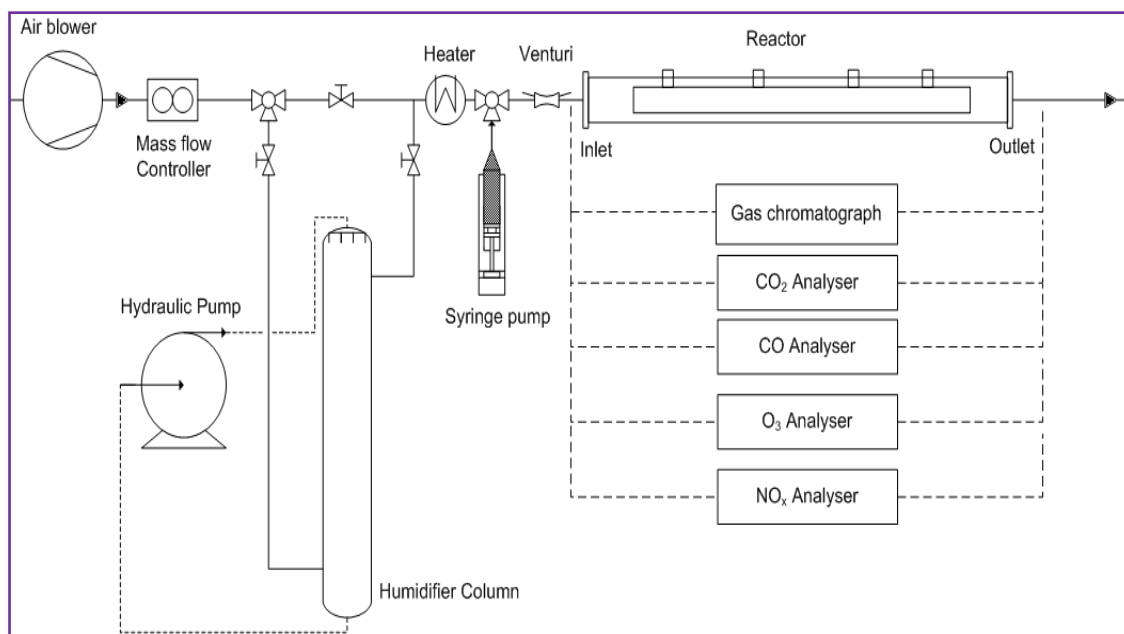 Air blower
Mass flow
Controller
Heater
Venturi
Reactor
Inlet
Outlet
Gas chromatograph
CO₂ Analyser
CO Analyser
O₃ Analyser
NOₓ Analyser
Syringe pump
Hydraulic Pump
Humidifier Column